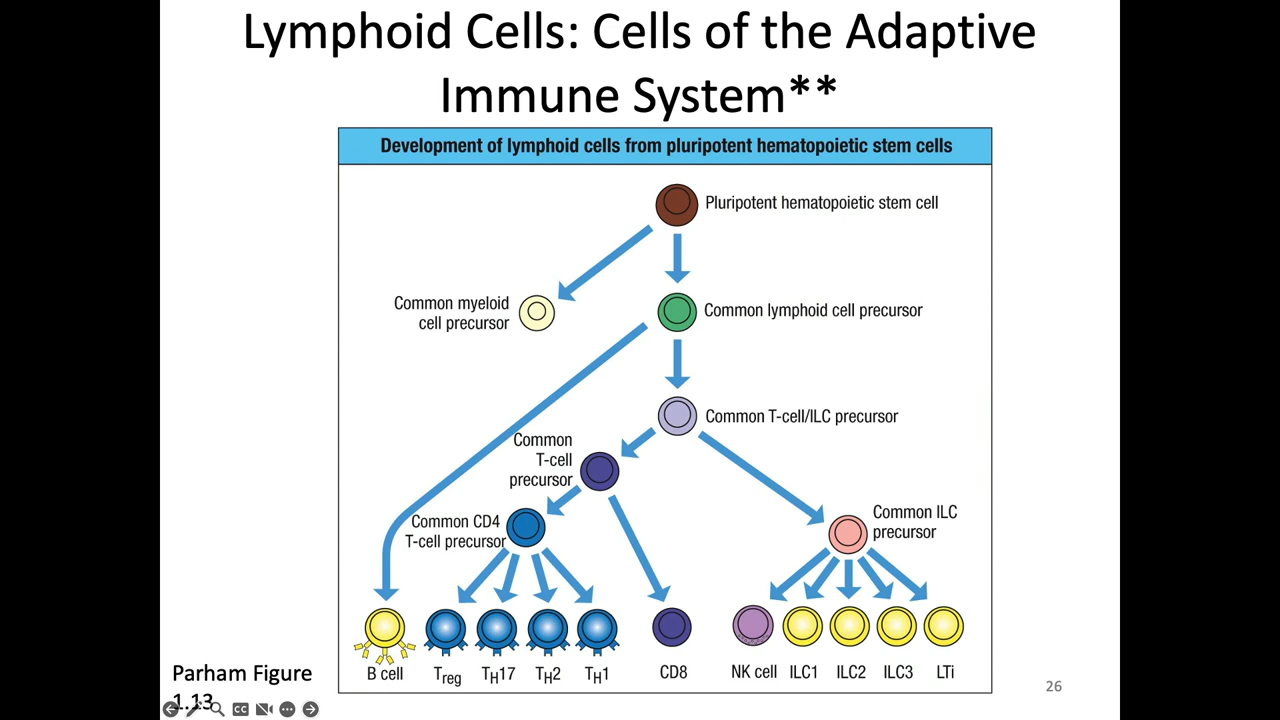 Lymphoid Cells: Cells of the Adaptive
Immune System**
Development of lymphoid cells from pluripotent hematopoietic stem cells
Pluripotent hematopoietic stem cell
Common myeloid
cell precursor
Common lymphoid cell precursor
Common T-cell/ILC precursor
Common
T-cell
precursor
Common CD4
T-cell precursor
Common ILC
precursor
B cell
Treg
TH17
TH2
TH1
CD8
NK cell
ILC1
ILC2
ILC3
LTi
Parham Figure
1.13
CC
26